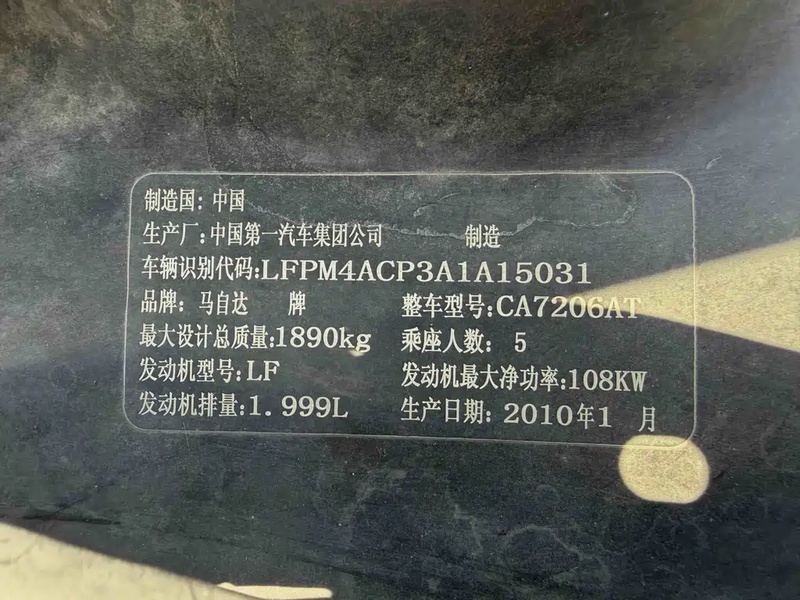 制造国：中国
生产厂：中国第一汽车集团公司 制造
车辆识别代码:LFPM4ACP3A1A15031
品牌：马自达 牌 整车型号:CA7206AT
最大设计总质量:1890kg 乘座人数： 5
发动机型号:LF 发动机最大净功率:108KW
发动机排量:1.999L 生产日期: 2010年1 月